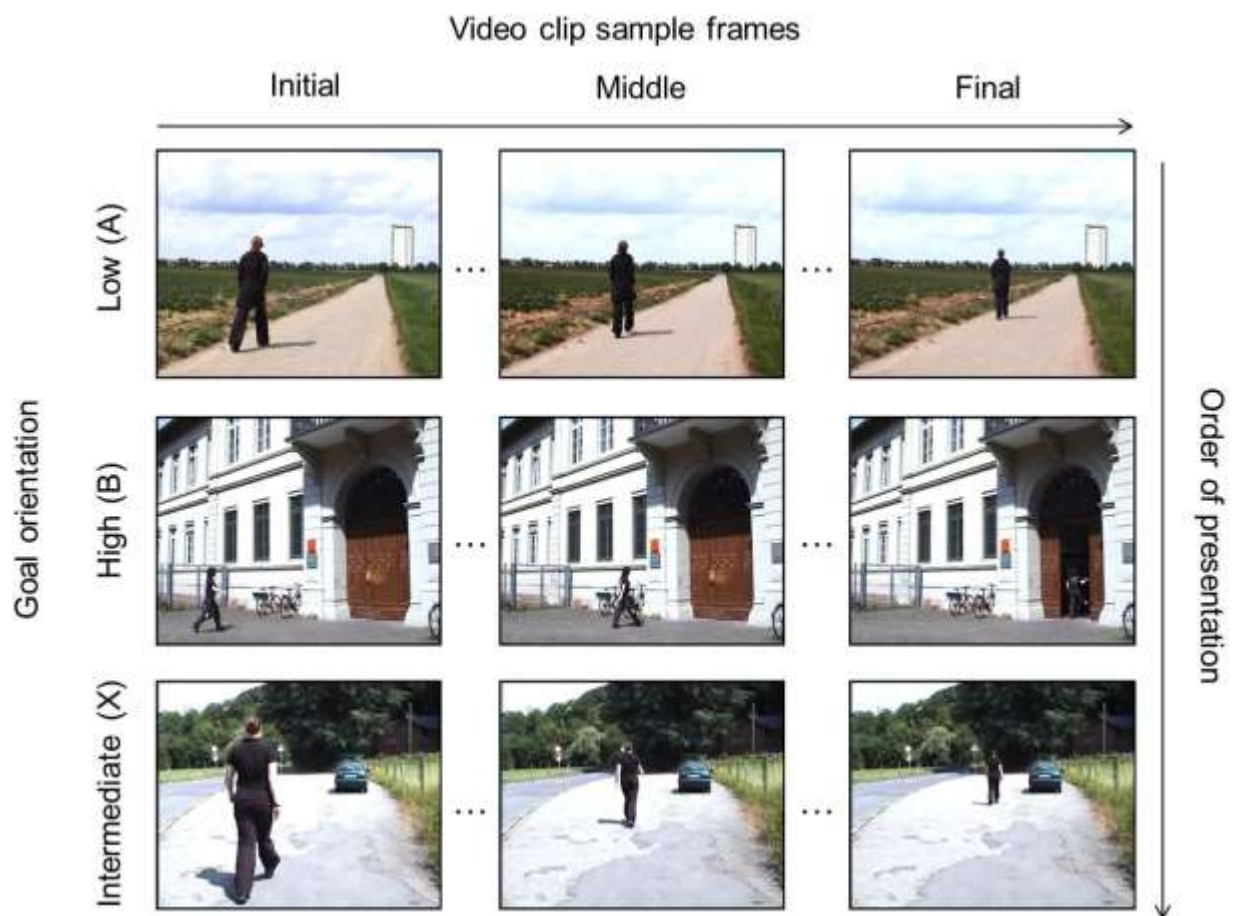 Video clip sample frames
Initial
Middle
Final
Goal orientation
Low (A)
...
...
High (B)
...
...
Intermediate (X)
...
...
Order of presentation